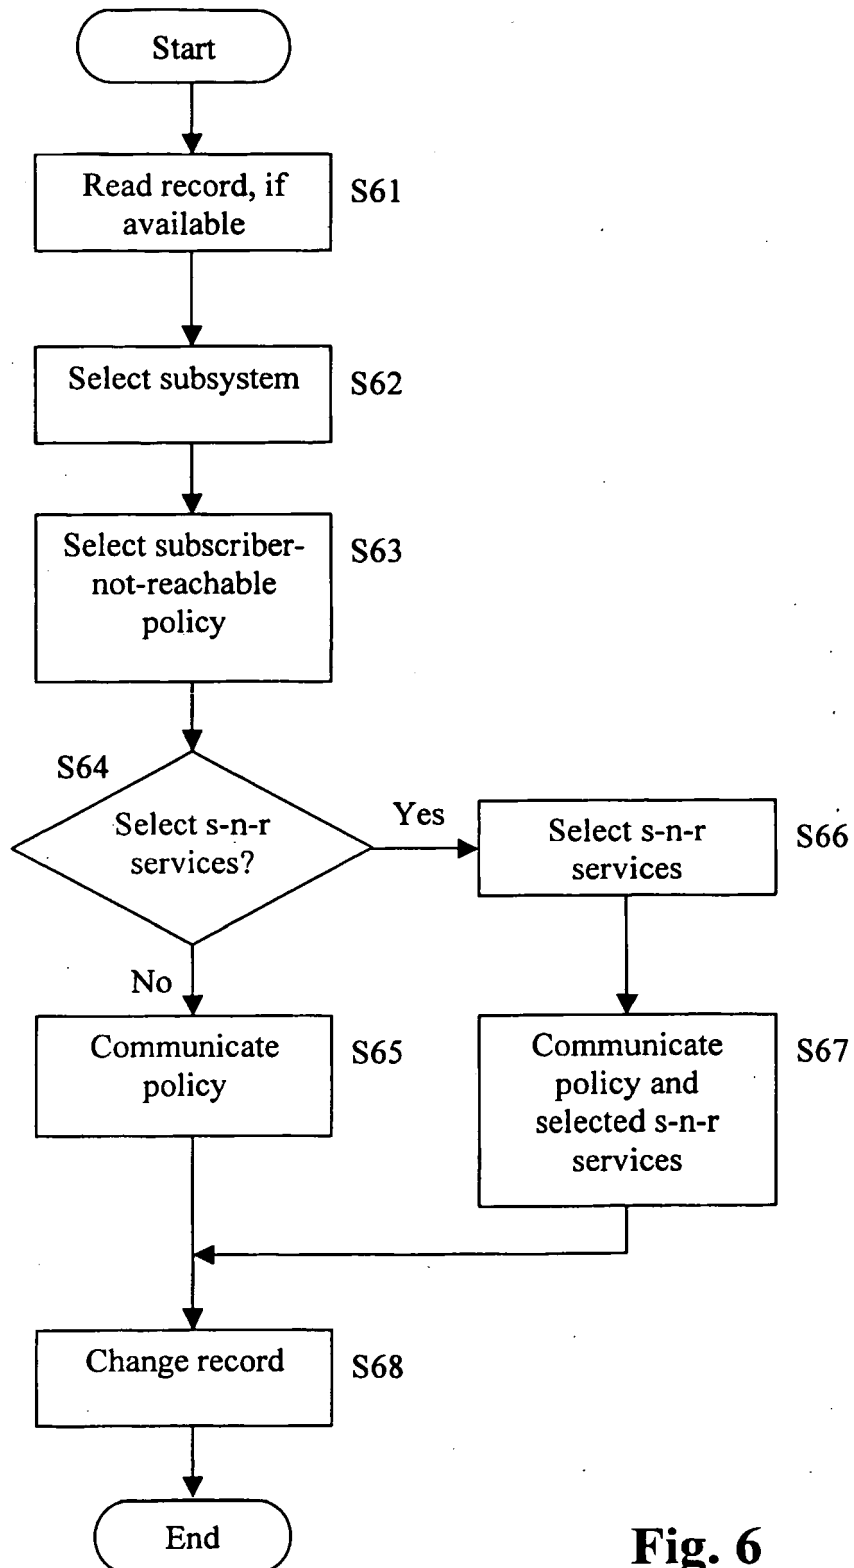 Start
Read record, if
available
S61
Select subsystem
S62
Select subscriber-
not-reachable
policy
S63
S64
Select s-n-r
services?
Yes
Select s-n-r
services
S66
No
Communicate
policy
S65
Communicate
policy and
selected s-n-r
services
S67
Change record
S68
End
Fig. 6